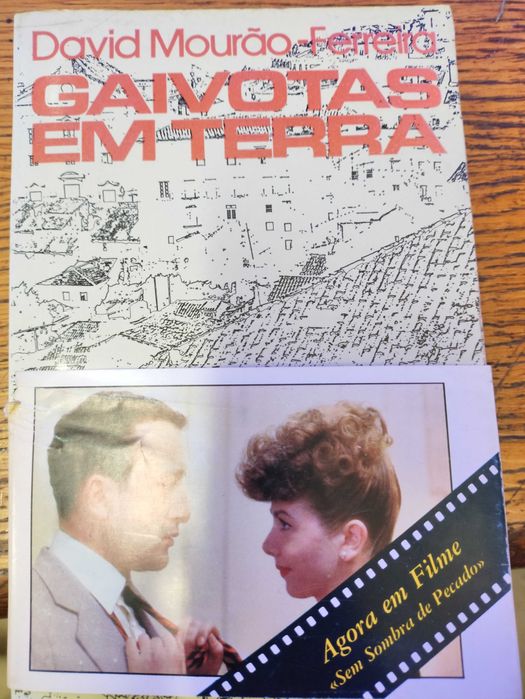 David Mourão-Ferreira
GAIVOTAS
EM TERRA
Agora em Filme
«Sem Sombra de Pecado»